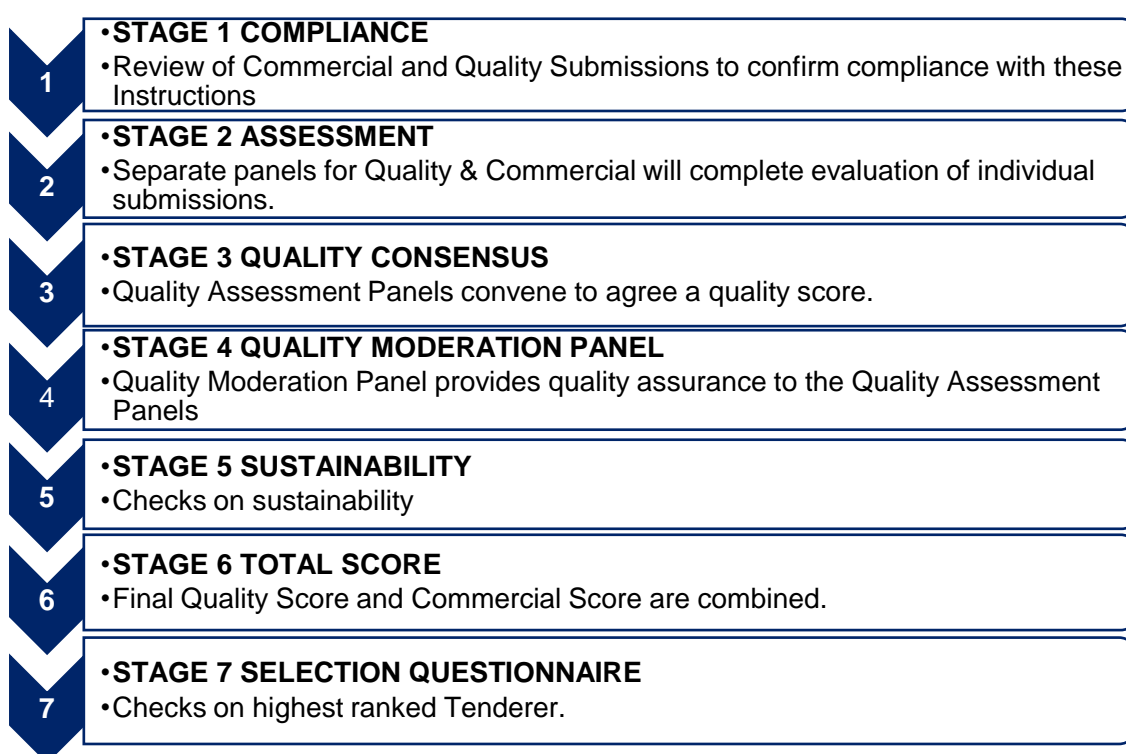 1
•STAGE 1 COMPLIANCE
•Review of Commercial and Quality Submissions to confirm compliance with these
Instructions
2
•STAGE 2 ASSESSMENT
•Separate panels for Quality & Commercial will complete evaluation of individual
submissions.
3
•STAGE 3 QUALITY CONSENSUS
•Quality Assessment Panels convene to agree a quality score.
4
•STAGE 4 QUALITY MODERATION PANEL
•Quality Moderation Panel provides quality assurance to the Quality Assessment
Panels
5
•STAGE 5 SUSTAINABILITY
•Checks on sustainability
6
•STAGE 6 TOTAL SCORE
•Final Quality Score and Commercial Score are combined.
7
•STAGE 7 SELECTION QUESTIONNAIRE
•Checks on highest ranked Tenderer.